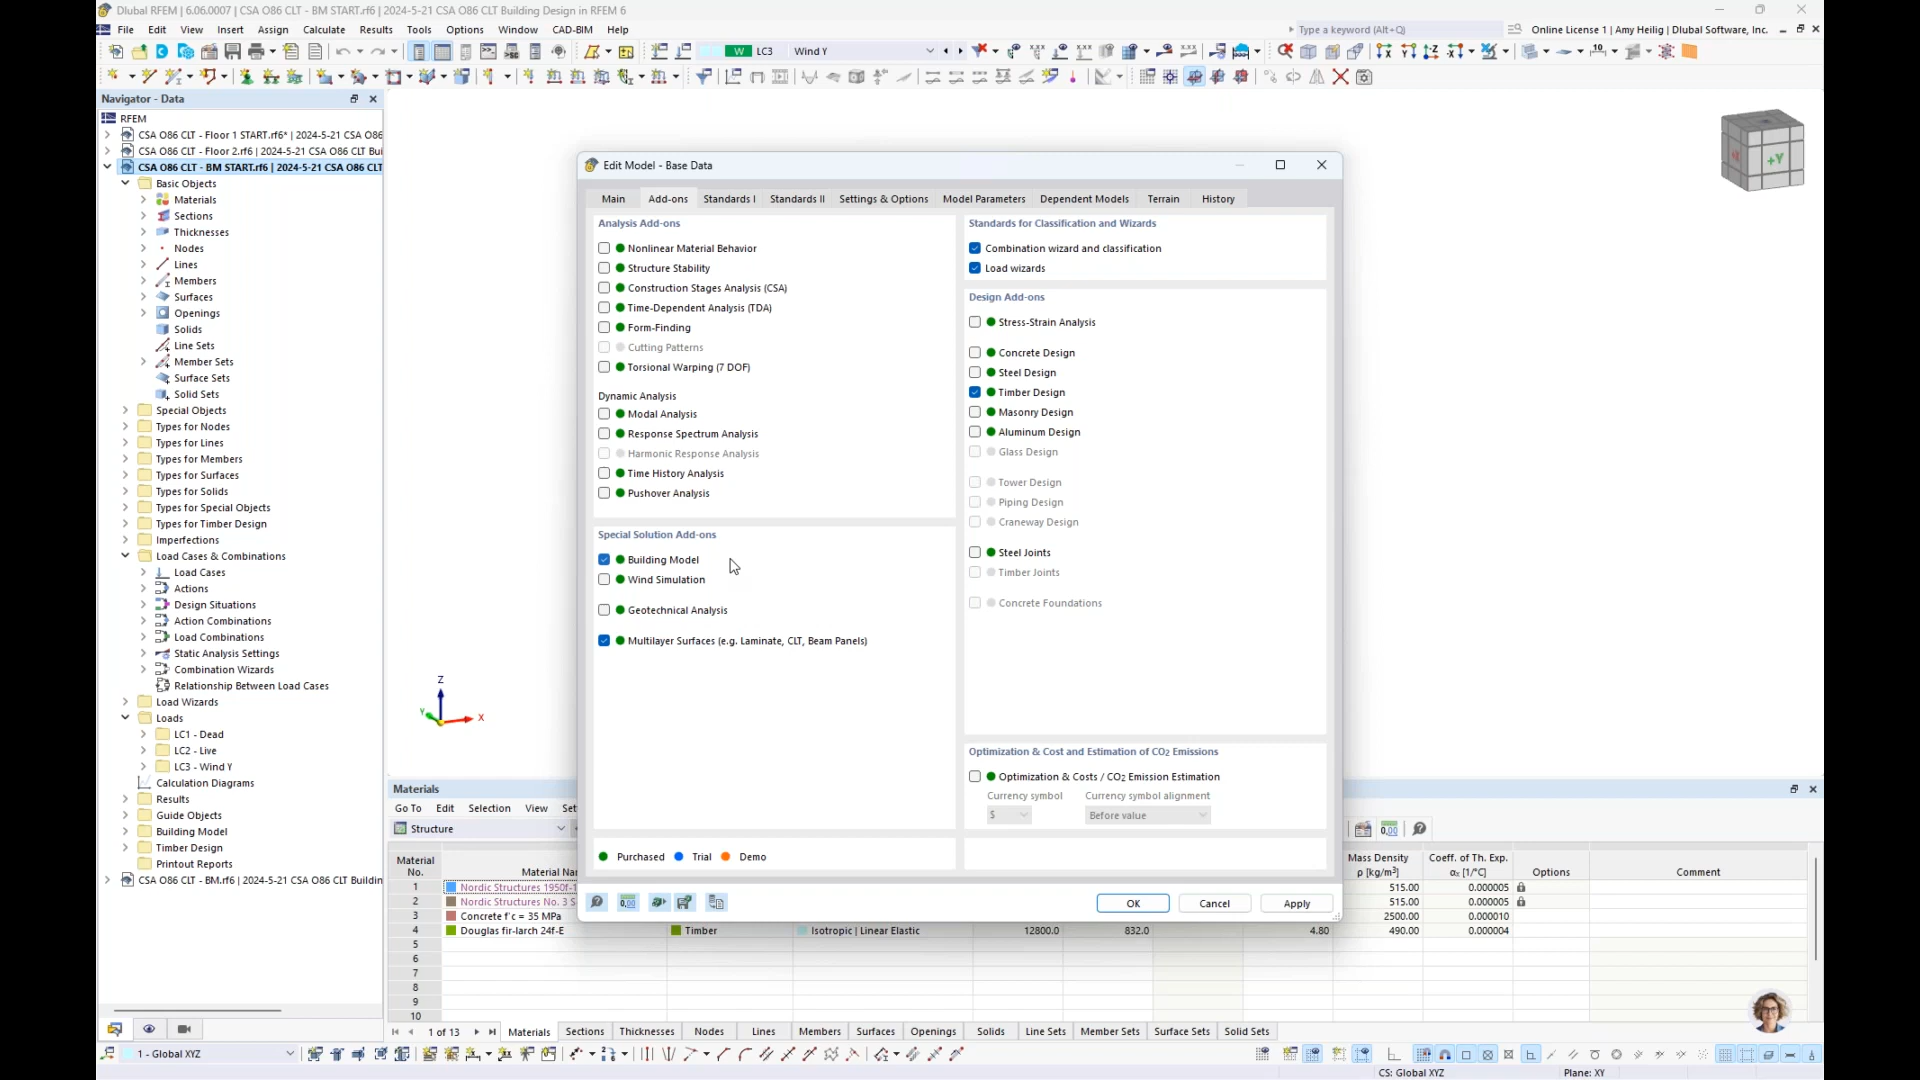 Dlubal RFEM | 6.06.0007 | CSA O86 CLT - BM START.rf6 | 2024-5-21 CSA O86 CLT Building Design in RFEM 6
File Edit View Insert Assign Calculate Results Tools Options Window CAD-BIM Help
Type a keyword (Alt+Q)
Online License 1 | Amy Heilig | Dlubal Software, Inc.
W LC3 Wind Y
Navigator - Data
RFEM
CSA O86 CLT - Floor 1 START.rf6* | 2024-5-21 CSA O86
CSA O86 CLT - Floor 2.rf6 | 2024-5-21 CSA O86 CLT Bui
CSA O86 CLT - BM START.rf6 | 2024-5-21 CSA O86 CLT
Basic Objects
Materials
Sections
Thicknesses
Nodes
Lines
Members
Surfaces
Openings
Solids
Line Sets
Member Sets
Surface Sets
Solid Sets
Special Objects
Types for Nodes
Types for Lines
Types for Members
Types for Surfaces
Types for Solids
Types for Special Objects
Types for Timber Design
Imperfections
Load Cases & Combinations
Load Cases
Actions
Design Situations
Action Combinations
Load Combinations
Static Analysis Settings
Combination Wizards
Relationship Between Load Cases
Load Wizards
Loads
LC1 - Dead
LC2 - Live
LC3 - Wind Y
Calculation Diagrams
Results
Guide Objects
Building Model
Timber Design
Printout Reports
CSA O86 CLT - BM.rf6 | 2024-5-21 CSA O86 CLT Buildin
+Y
Z
Y
X
Edit Model - Base Data
Main Add-ons Standards I Standards II Settings & Options Model Parameters Dependent Models Terrain History
Analysis Add-ons
Nonlinear Material Behavior
Structure Stability
Construction Stages Analysis (CSA)
Time-Dependent Analysis (TDA)
Form-Finding
Cutting Patterns
Torsional Warping (7 DOF)
Dynamic Analysis
Modal Analysis
Response Spectrum Analysis
Harmonic Response Analysis
Time History Analysis
Pushover Analysis
Special Solution Add-ons
Building Model
Wind Simulation
Geotechnical Analysis
Multilayer Surfaces (e.g. Laminate, CLT, Beam Panels)
Purchased Trial Demo
Standards for Classification and Wizards
Combination wizard and classification
Load wizards
Design Add-ons
Stress-Strain Analysis
Concrete Design
Steel Design
Timber Design
Masonry Design
Aluminum Design
Glass Design
Tower Design
Piping Design
Craneway Design
Steel Joints
Timber Joints
Concrete Foundations
Optimization & Cost and Estimation of CO2 Emissions
Optimization & Costs / CO2 Emission Estimation
Currency symbol Currency symbol alignment
$ Before value
OK Cancel Apply
Materials
Go To Edit Selection View Set
Structure
Material No. Material Nar Mass Density ρ [kg/m³] Coeff. of Th. Exp. αT [1/°C] Options Comment
1 Nordic Structures 1950f-1 515.00 0.000005
2 Nordic Structures No. 3 S 515.00 0.000005
3 Concrete f'c = 35 MPa 2500.00 0.000010
4 Douglas fir-larch 24f-E Timber Isotropic | Linear Elastic 12800.0 832.0 4.80 490.00 0.000004
5
6
7
8
9
10
1 of 13 Materials Sections Thicknesses Nodes Lines Members Surfaces Openings Solids Line Sets Member Sets Surface Sets Solid Sets
1 - Global XYZ
CS: Global XYZ Plane: XY